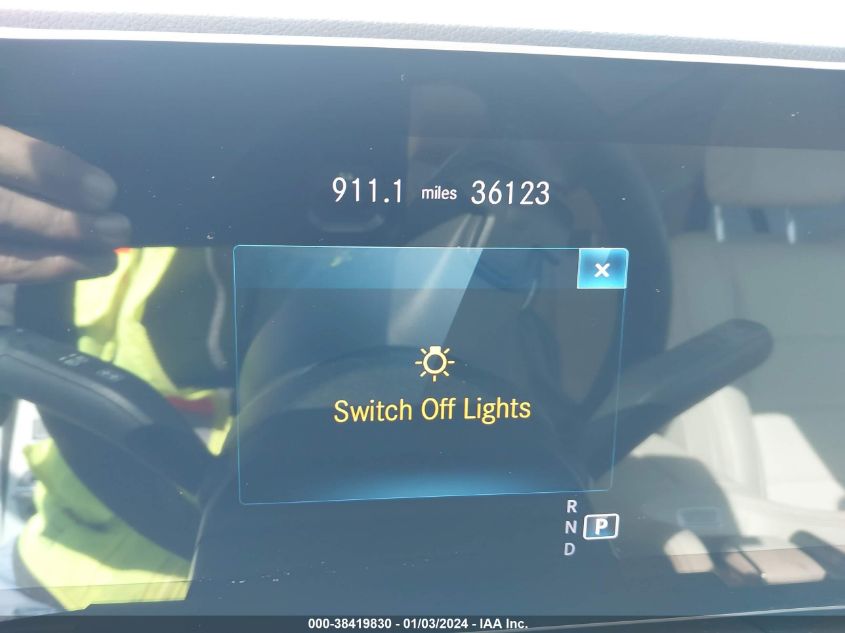 911.1 miles 36123
×
Switch Off Lights
R
N P
D
000-38419830 - 01/03/2024 - IAA Inc.